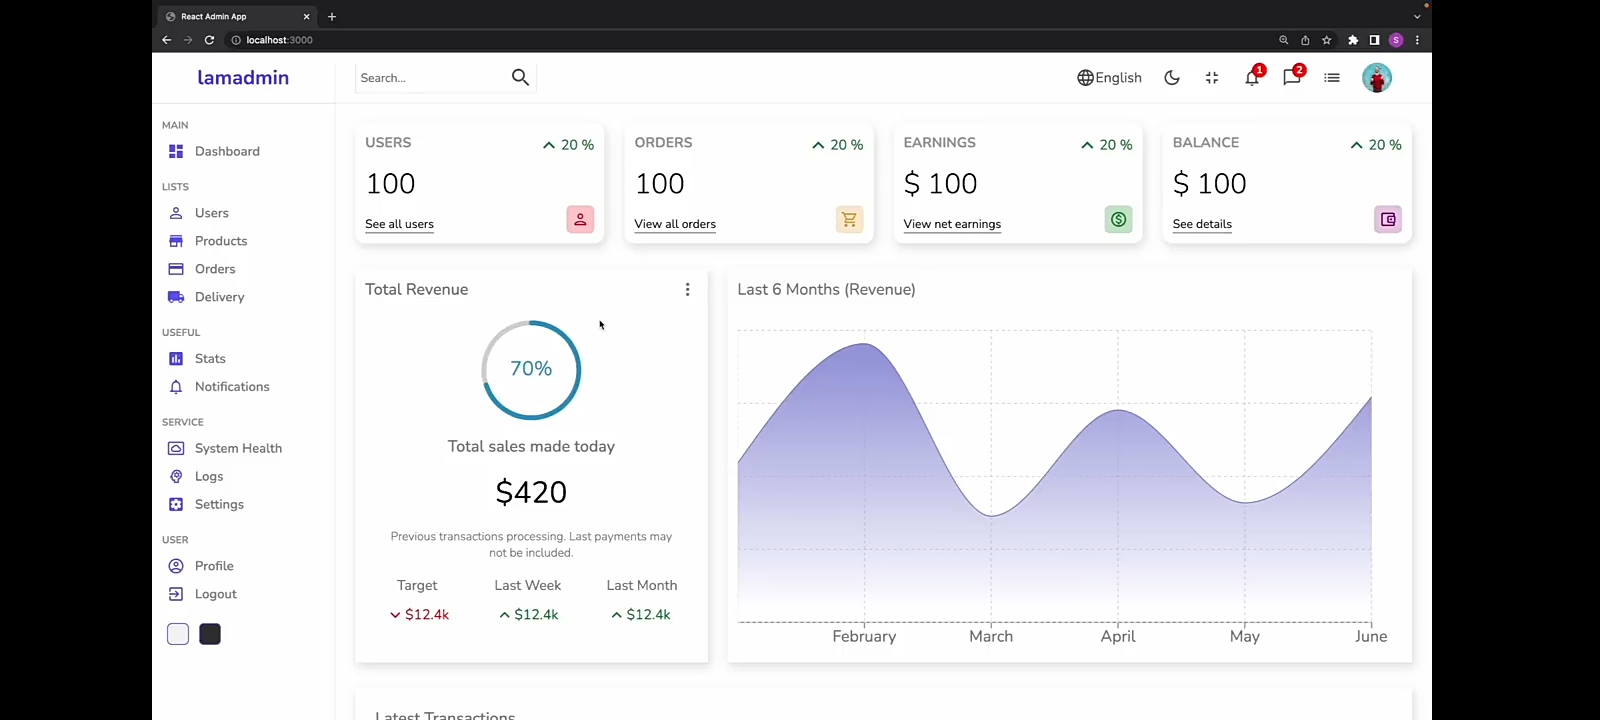 React Admin App
localhost:3000
S
lamadmin
Search...
English
1
2
MAIN
Dashboard
LISTS
Users
Products
Orders
Delivery
USEFUL
Stats
Notifications
SERVICE
System Health
Logs
Settings
USER
Profile
Logout
USERS
20 %
100
See all users
ORDERS
20 %
100
View all orders
EARNINGS
20 %
$ 100
View net earnings
BALANCE
20 %
$ 100
See details
Total Revenue
70%
Total sales made today
$420
Previous transactions processing. Last payments may
not be included.
Target Last Week Last Month
$12.4k $12.4k $12.4k
Last 6 Months (Revenue)
February March April May June
Latest Transactions